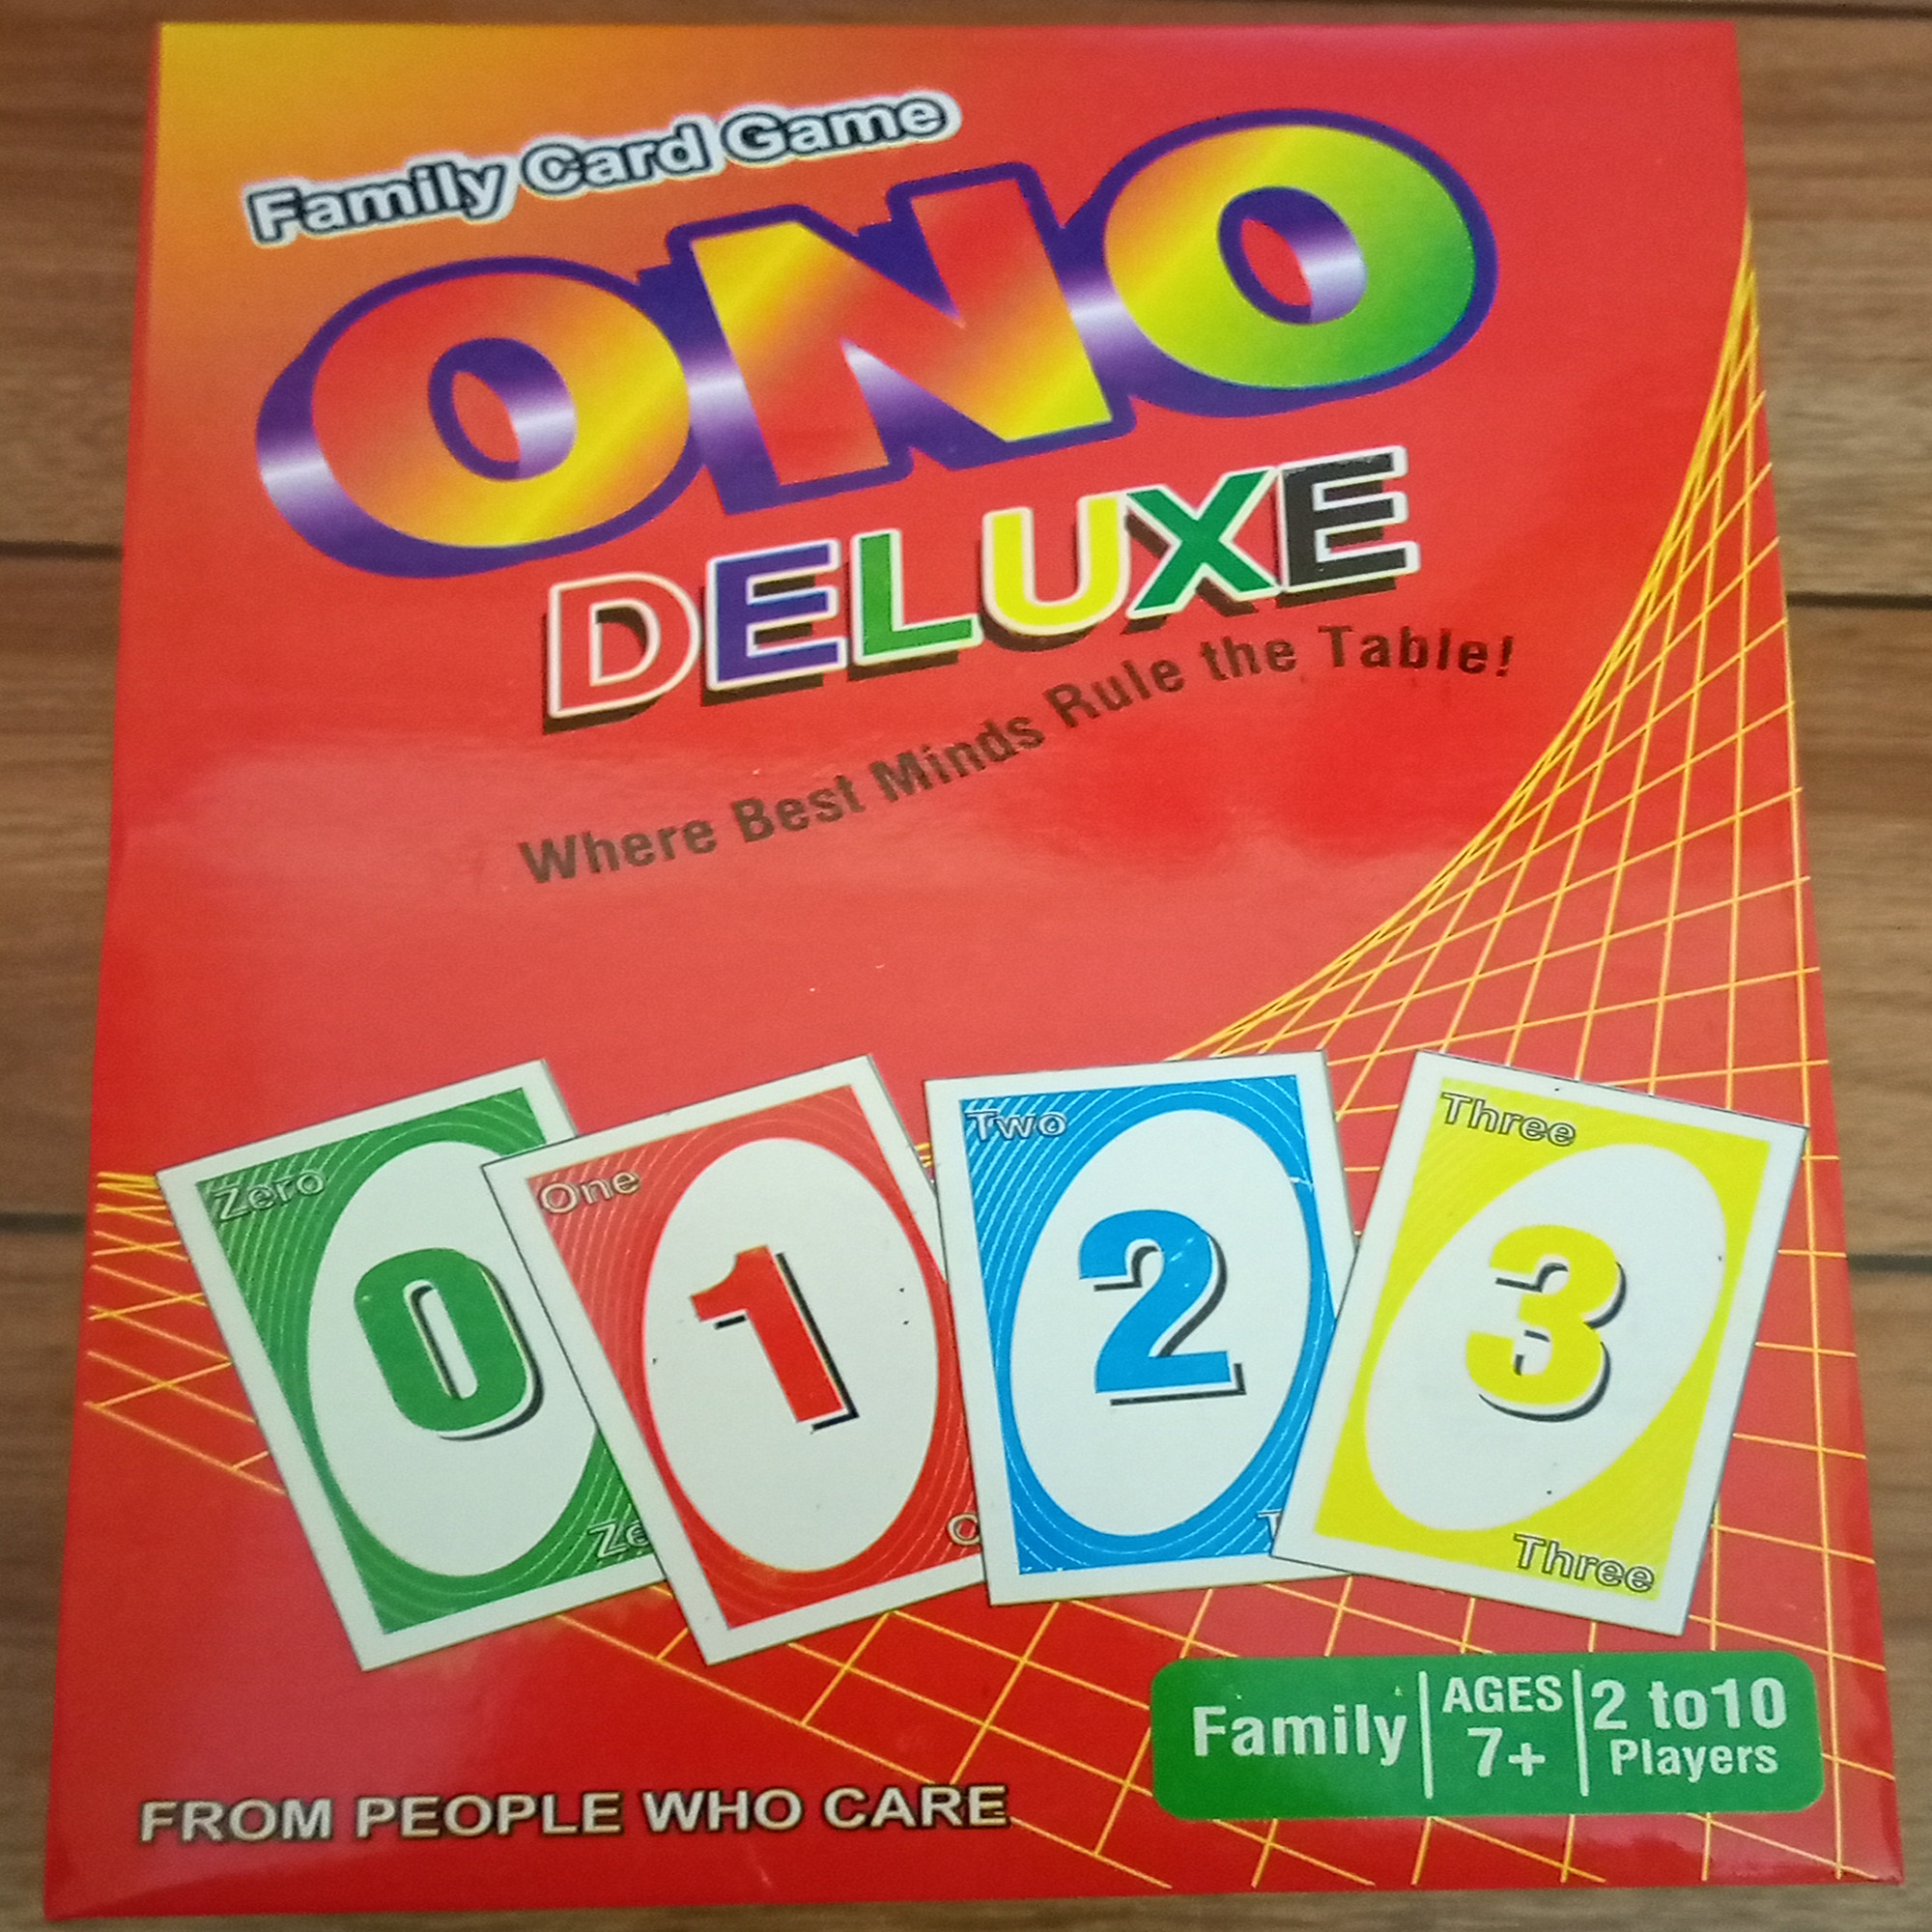 Family Card Game
ONO
DELUXE
Where Best Minds Rule the Table!
Zero
0
Ze
One
1
O
Two
2
T
Three
3
Three
Family
AGES
7+
2 to10
Players
FROM PEOPLE WHO CARE